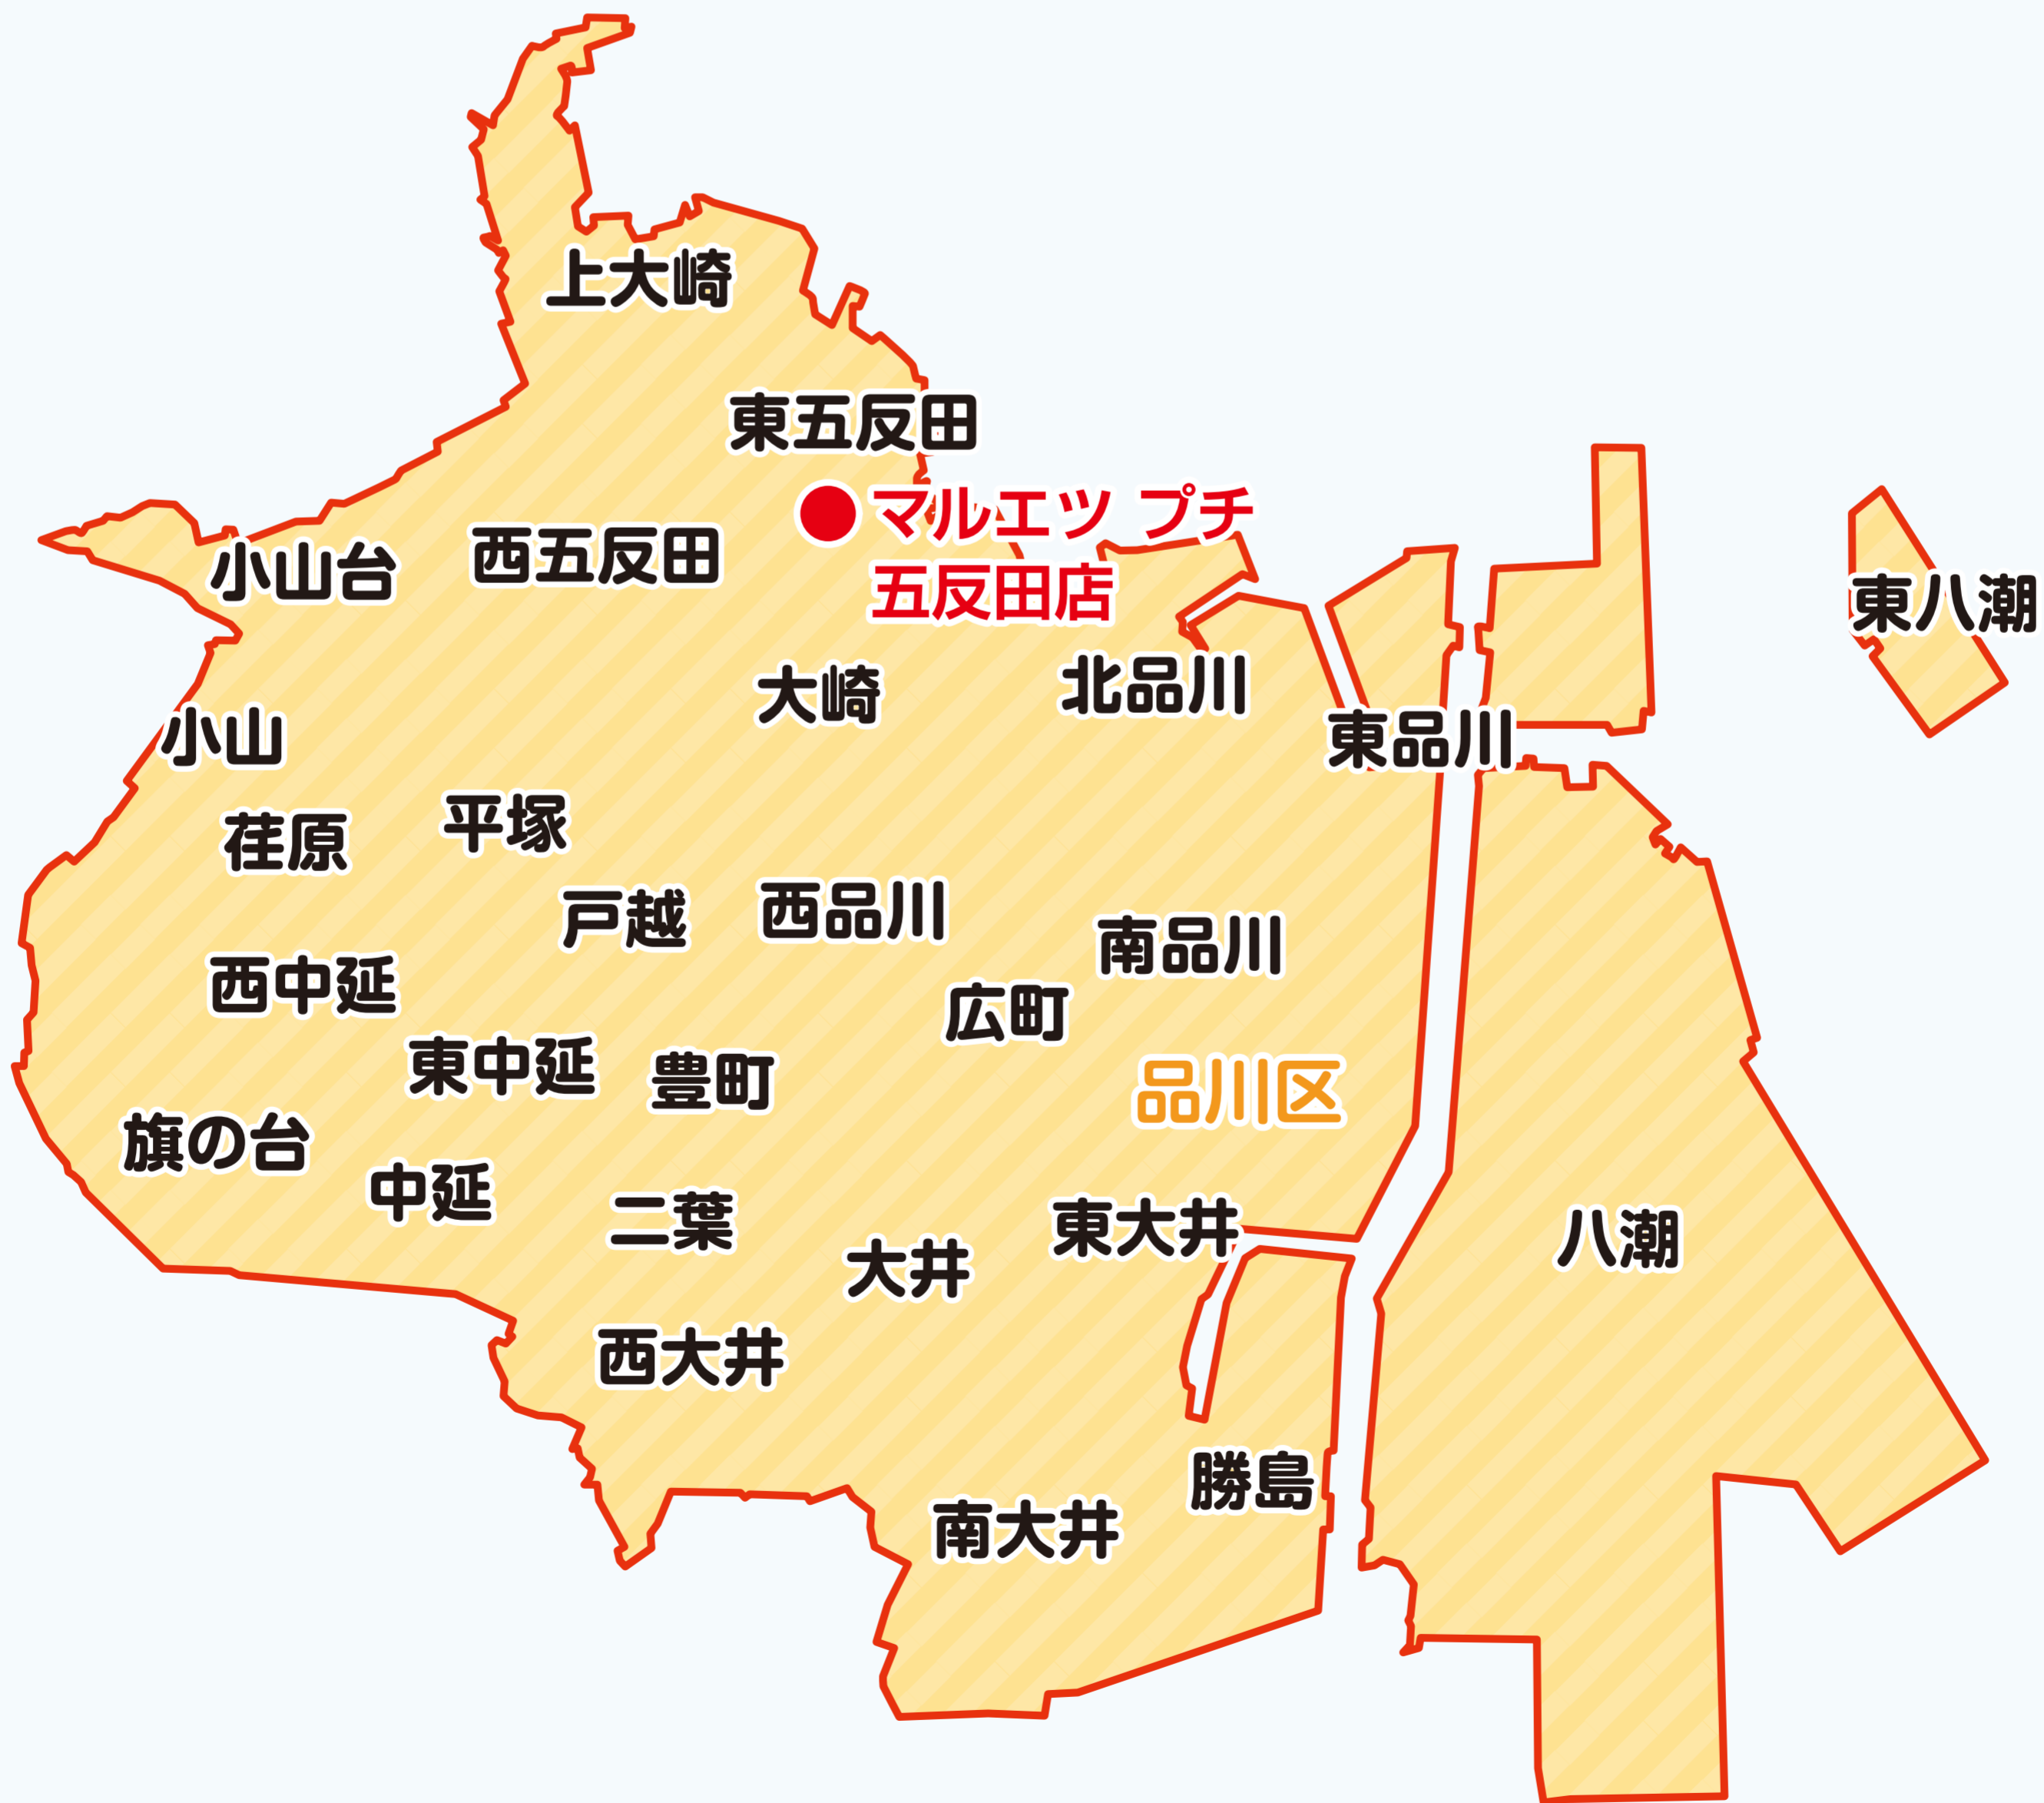 上大崎
東五反田
マルエツ プチ
五反田店
西五反田
小山台
東八潮
大崎
北品川
東品川
小山
荏原
平塚
戸越
西品川
南品川
西中延
広町
東中延
豊町
品川区
旗の台
中延
二葉
東大井
大井
八潮
西大井
勝島
南大井